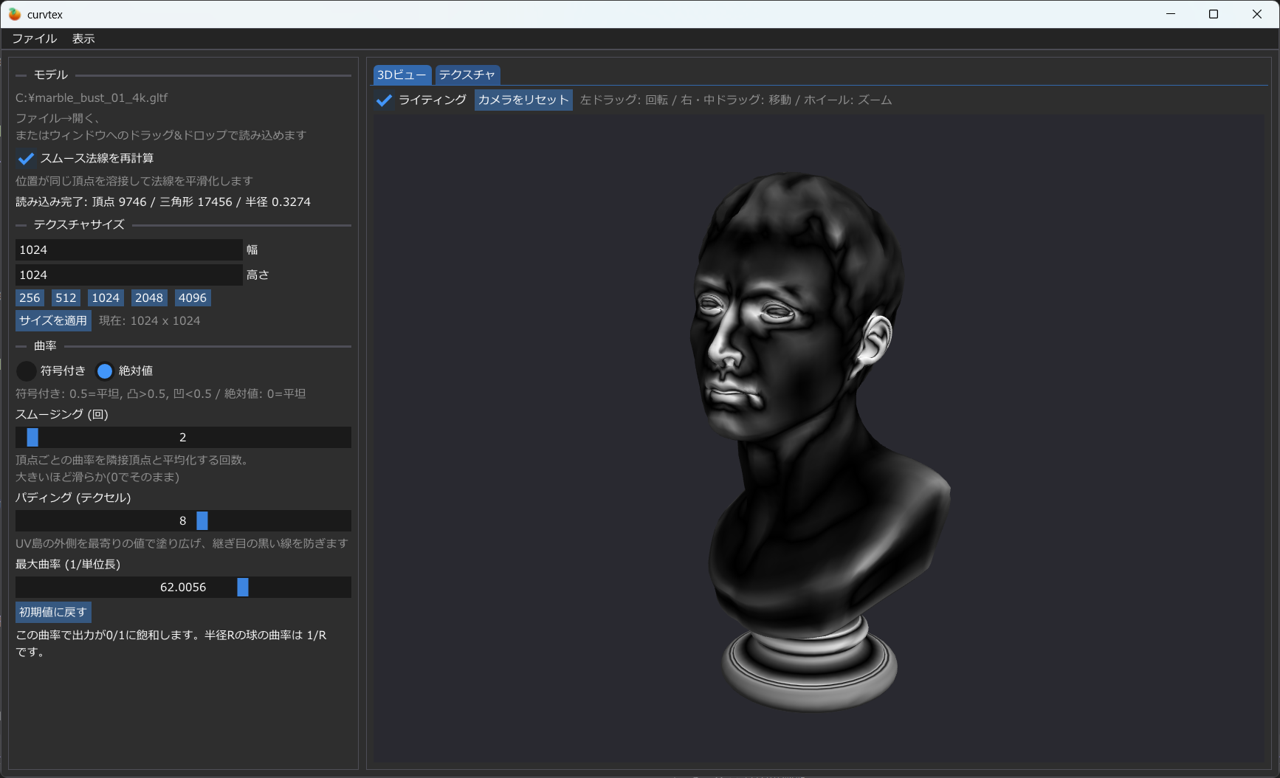 curvtex
ファイル 表示
モデル
C:¥marble_bust_01_4k.gltf
ファイル→開く、
またはウィンドウへのドラッグ&ドロップで読み込めます
スムース法線を再計算
位置が同じ頂点を溶接して法線を平滑化します
読み込み完了: 頂点 9746 / 三角形 17456 / 半径 0.3274
テクスチャサイズ
1024 幅
1024 高さ
256 512 1024 2048 4096
サイズを適用 現在: 1024 x 1024
曲率
符号付き 絶対値
符号付き: 0.5=平坦, 凸>0.5, 凹<0.5 / 絶対値: 0=平坦
スムージング (回)
2
頂点ごとの曲率を隣接頂点と平均化する回数。
大きいほど滑らか(0でそのまま)
パディング (テクセル)
8
UV島の外側を最寄りの値で塗り広げ、継ぎ目の黒い線を防ぎます
最大曲率 (1/単位長)
62.0056
初期値に戻す
この曲率で出力が0/1に飽和します。半径Rの球の曲率は 1/R
です。
3Dビュー テクスチャ
ライティング カメラをリセット 左ドラッグ: 回転 / 右・中ドラッグ: 移動 / ホイール: ズーム